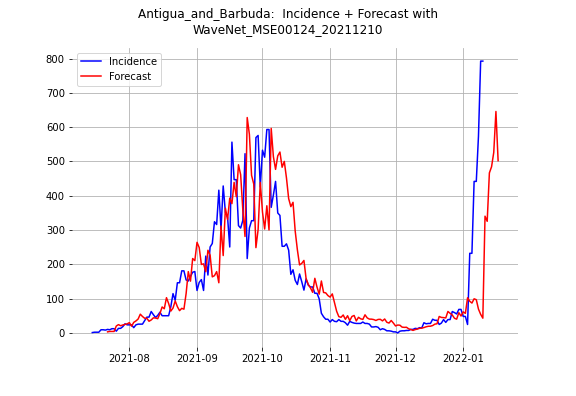 Antigua_and_Barbuda:  Incidence + Forecast with
WaveNet_MSE00124_20211210
Incidence
Forecast
800
700
600
500
400
300
200
100
0
2021-08 2021-09 2021-10 2021-11 2021-12 2022-01